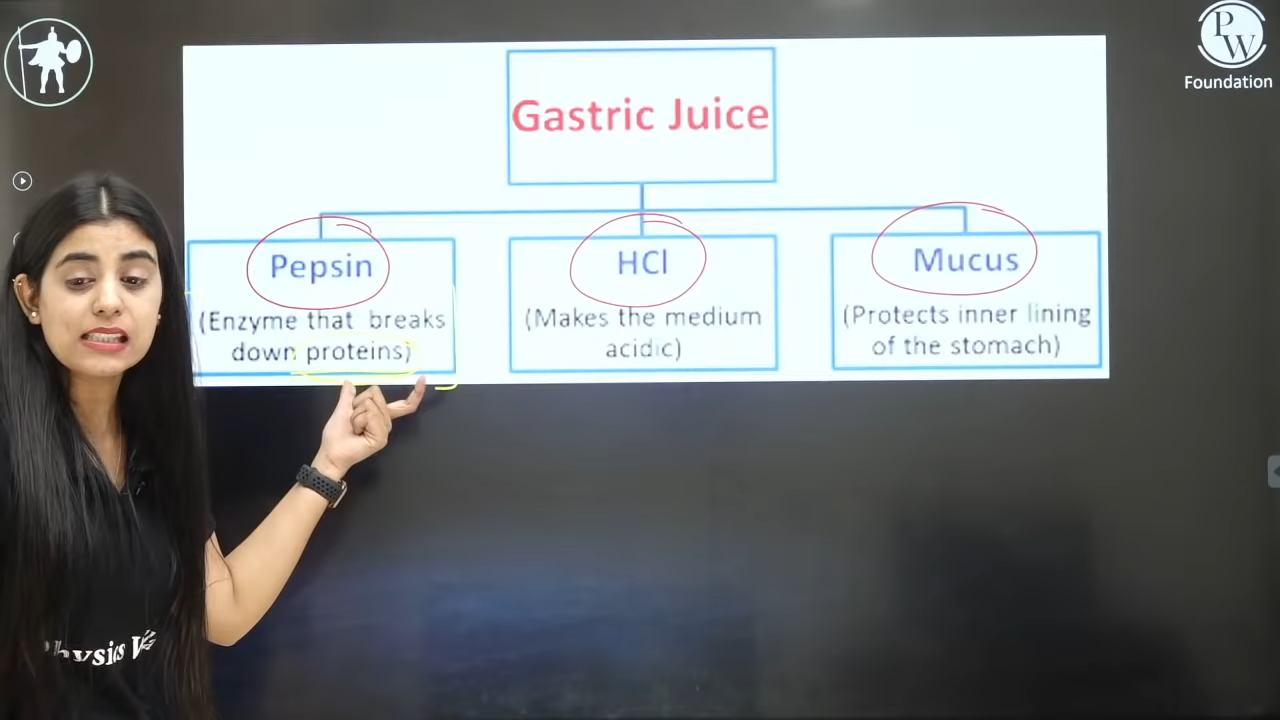 PW
Foundation
Gastric Juice
Pepsin
(Enzyme that breaks
down proteins)
HCl
(Makes the medium
acidic)
Mucus
(Protects inner lining
of the stomach)